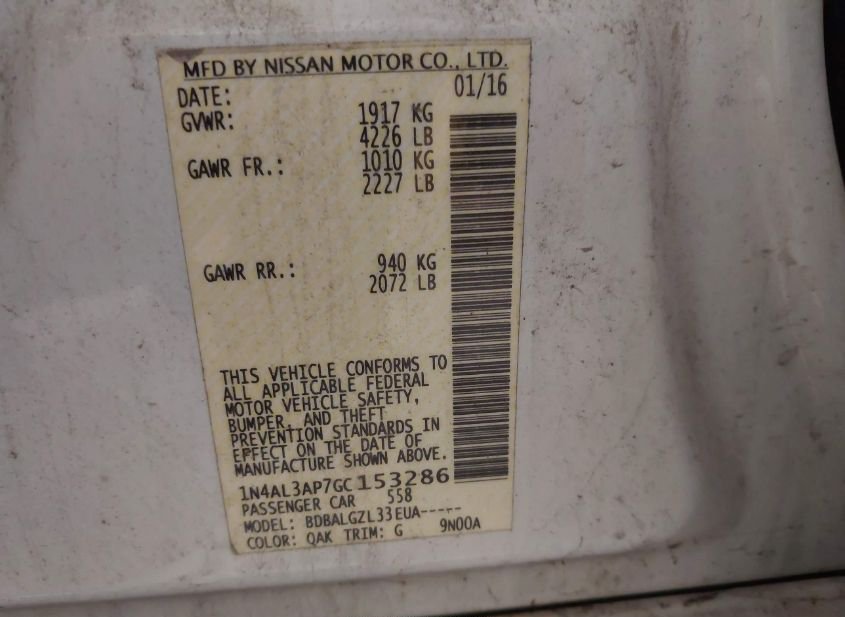 MFD BY NISSAN MOTOR CO., LTD.
DATE: 01/16
GVWR: 1917 KG
4226 LB
GAWR FR.: 1010 KG
2227 LB
GAWR RR.: 940 KG
2072 LB
THIS VEHICLE CONFORMS TO
ALL APPLICABLE FEDERAL
MOTOR VEHICLE SAFETY,
BUMPER, AND THEFT
PREVENTION STANDARDS IN
EFFECT ON THE DATE OF
MANUFACTURE SHOWN ABOVE.
1N4AL3AP7GC153286
PASSENGER CAR 558
MODEL: BDBALGZL33EUA-----
COLOR: QAK TRIM: G 9N00A